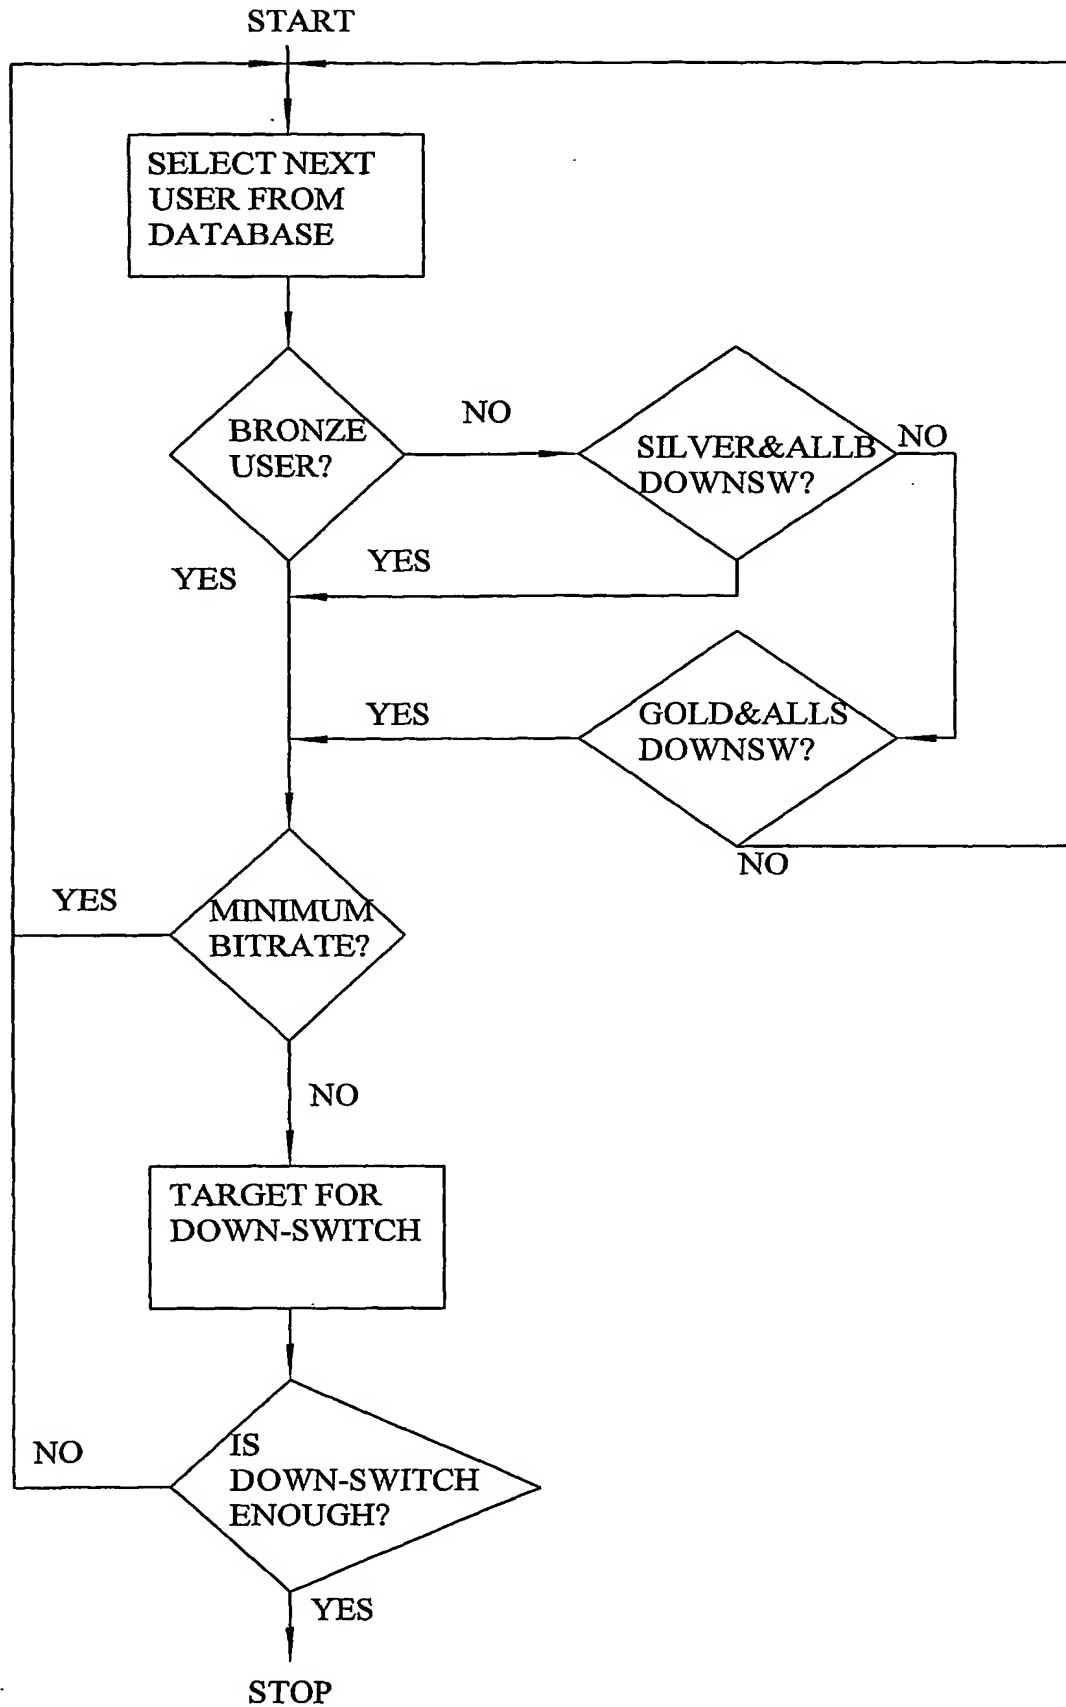 START
SELECT NEXT
USER FROM
DATABASE
BRONZE
USER?
NO
SILVER&ALLB
DOWNSW?
NO
YES
YES
GOLD&ALLS
DOWNSW?
YES
NO
MINIMUM
BITRATE?
YES
NO
TARGET FOR
DOWN-SWITCH
IS
DOWN-SWITCH
ENOUGH?
NO
YES
STOP